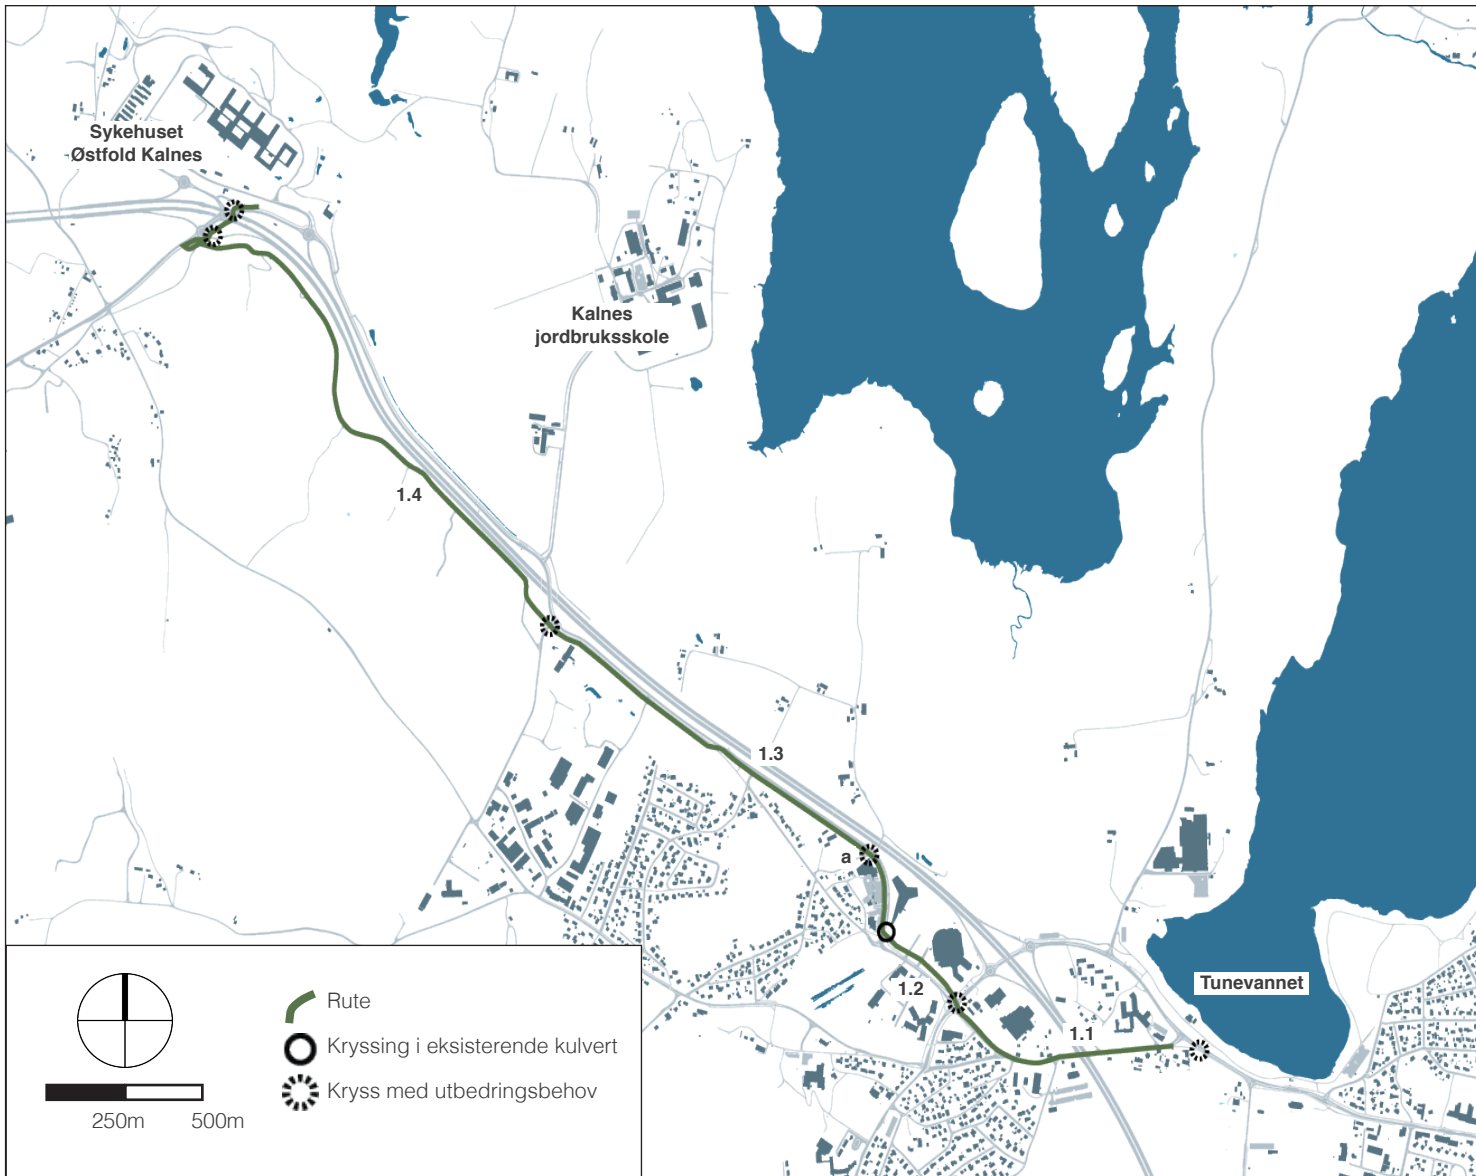 Sykehuset
Østfold Kalnes
Kalnes
jordbruksskole
1.4
1.3
a
1.2
1.1
Tunevannet
Rute
Kryssing i eksisterende kulvert
Kryss med utbedringsbehov
250m 500m